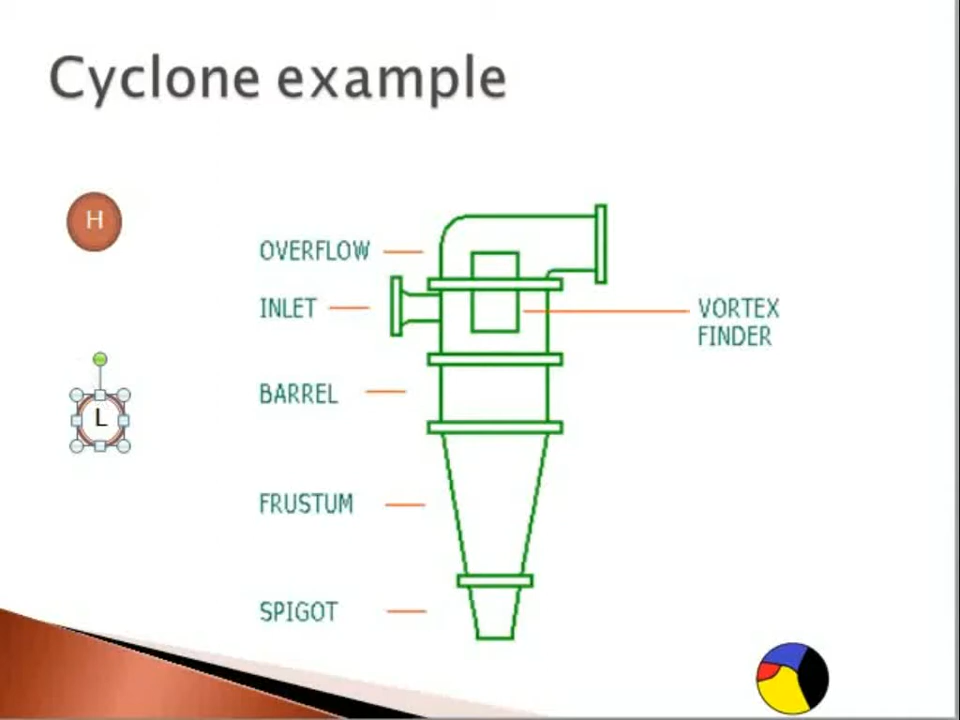 Cyclone example
H
OVERFLOW
INLET
VORTEX
FINDER
BARREL
L
FRUSTUM
SPIGOT